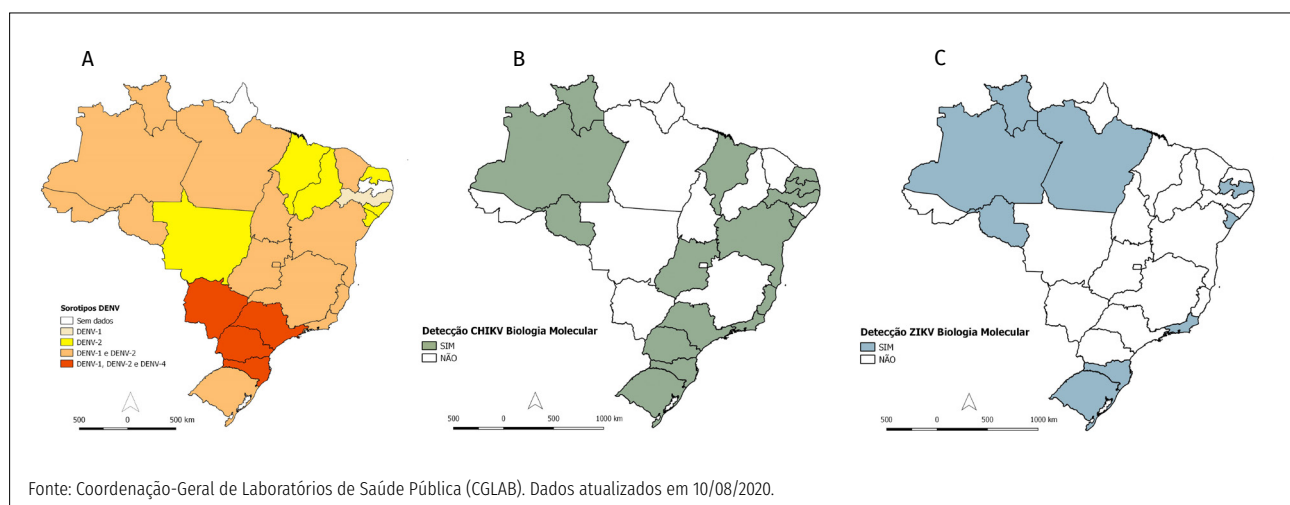 A
B
C
Sorotipos DENV
Sem dados
DENV-1
DENV-2
DENV-1 e DENV-2
DENV-1, DENV-2 e DENV-4
500 0 500 km
Detecção CHIKV Biologia Molecular
SIM
NÃO
500 0 500 1000 km
Detecção ZIKV Biologia Molecular
SIM
NÃO
500 0 500 1000 km
Fonte: Coordenação-Geral de Laboratórios de Saúde Pública (CGLAB). Dados atualizados em 10/08/2020.